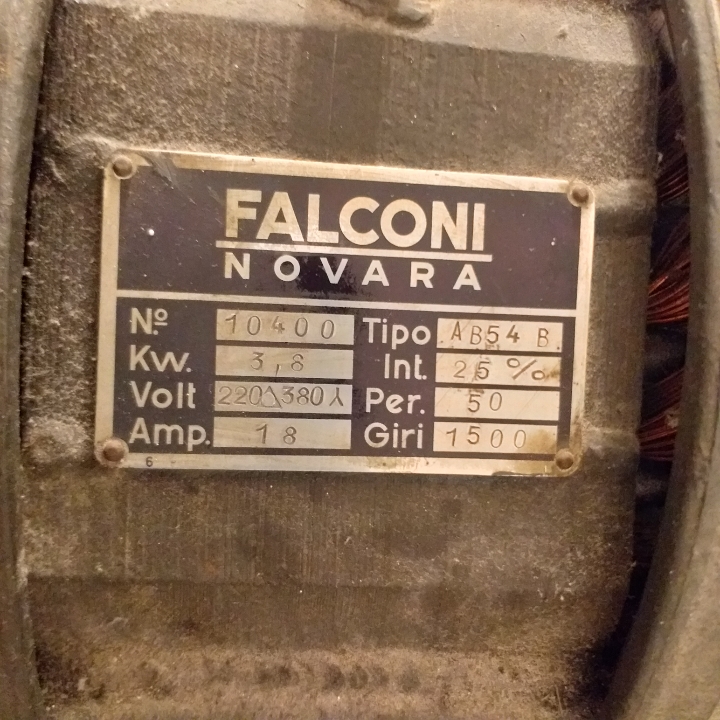 FALCONI
NOVARA
Nº 10400 Tipo AB54 B.
Kw. 3,8 Int. 25%
Volt 220△380⅄ Per. 50
Amp. 18 Giri 1500
6